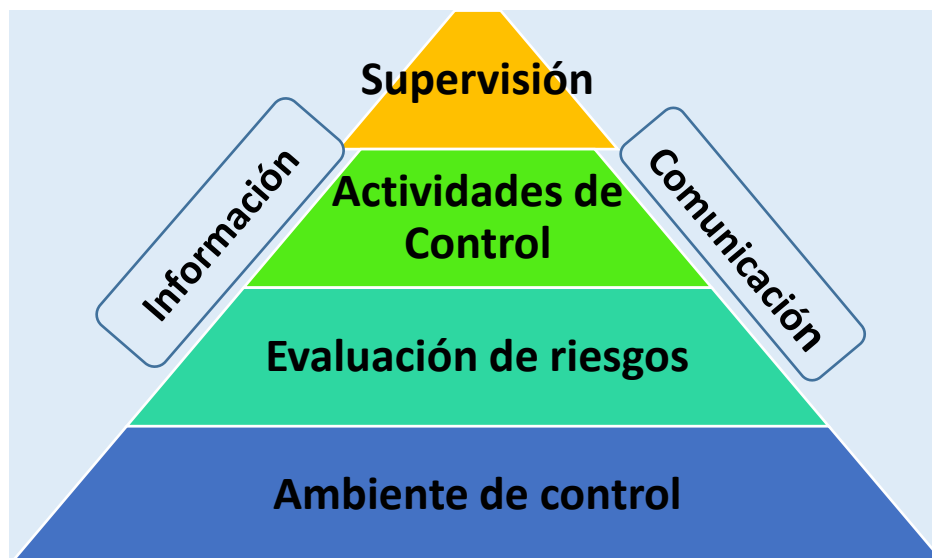 Supervisión
Información
Comunicación
Actividades de
Control
Evaluación de riesgos
Ambiente de control